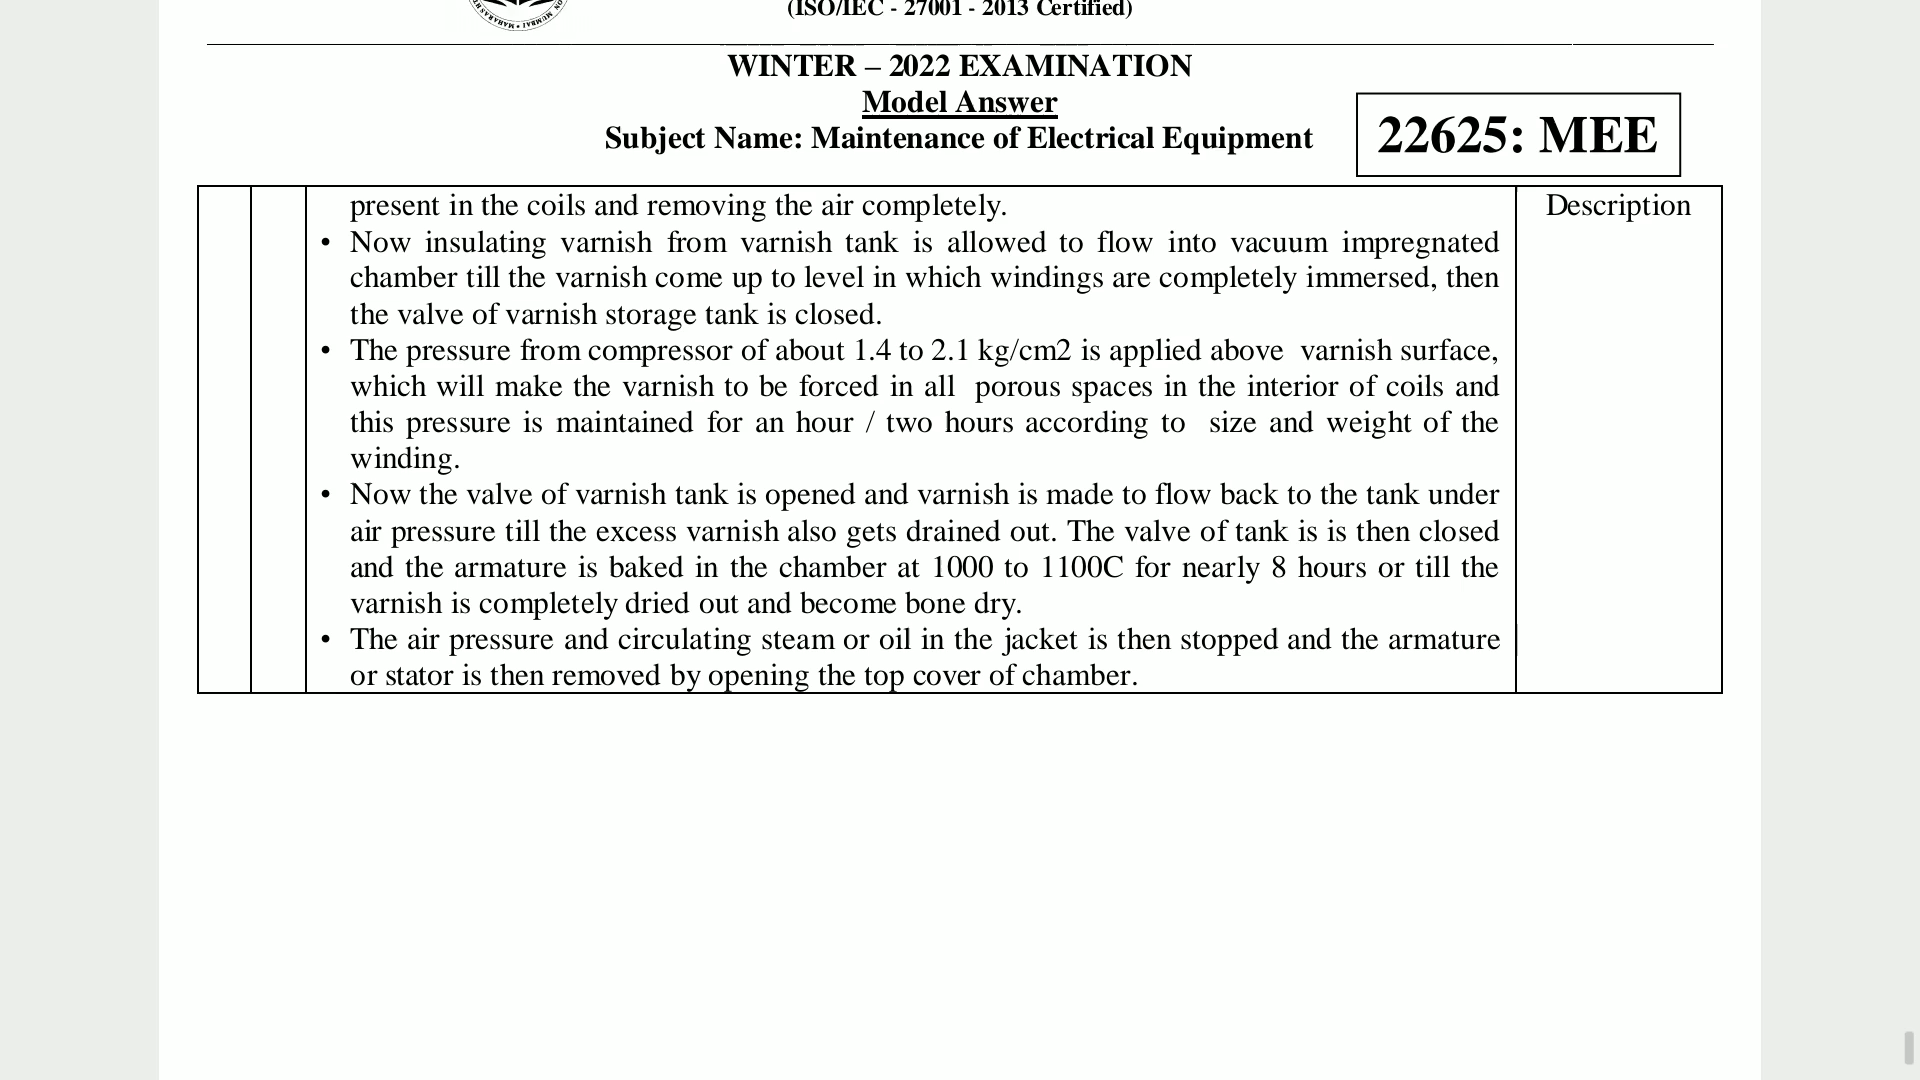 (ISO/IEC - 27001 - 2013 Certified)
WINTER – 2022 EXAMINATION
Model Answer
Subject Name: Maintenance of Electrical Equipment
22625: MEE
present in the coils and removing the air completely.
Description
• Now insulating varnish from varnish tank is allowed to flow into vacuum impregnated
chamber till the varnish come up to level in which windings are completely immersed, then
the valve of varnish storage tank is closed.
• The pressure from compressor of about 1.4 to 2.1 kg/cm2 is applied above varnish surface,
which will make the varnish to be forced in all porous spaces in the interior of coils and
this pressure is maintained for an hour / two hours according to size and weight of the
winding.
• Now the valve of varnish tank is opened and varnish is made to flow back to the tank under
air pressure till the excess varnish also gets drained out. The valve of tank is is then closed
and the armature is baked in the chamber at 1000 to 1100C for nearly 8 hours or till the
varnish is completely dried out and become bone dry.
• The air pressure and circulating steam or oil in the jacket is then stopped and the armature
or stator is then removed by opening the top cover of chamber.